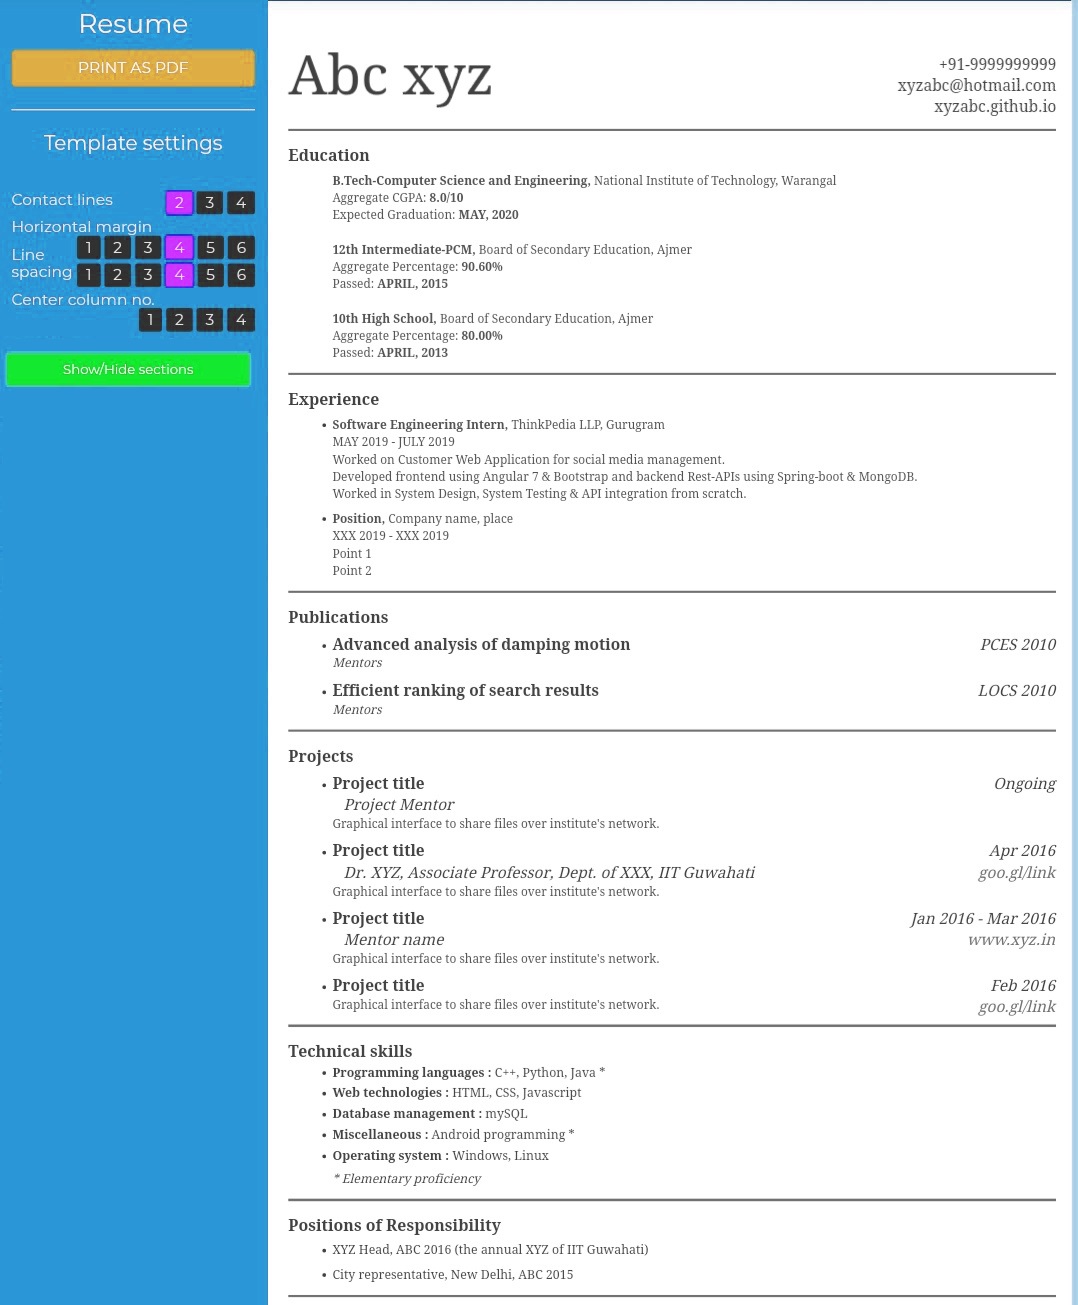 Resume
PRINT AS PDF
Template settings
Contact lines 2 3 4
Horizontal margin
1 2 3 4 5 6
Line spacing 1 2 3 4 5 6
Center column no.
1 2 3 4
Show/Hide sections
Abc xyz
+91-9999999999
xyzabc@hotmail.com
xyzabc.github.io
Education
B.Tech-Computer Science and Engineering, National Institute of Technology, Warangal
Aggregate CGPA: 8.0/10
Expected Graduation: MAY, 2020
12th Intermediate-PCM, Board of Secondary Education, Ajmer
Aggregate Percentage: 90.60%
Passed: APRIL, 2015
10th High School, Board of Secondary Education, Ajmer
Aggregate Percentage: 80.00%
Passed: APRIL, 2013
Experience
• Software Engineering Intern, ThinkPedia LLP, Gurugram
MAY 2019 - JULY 2019
Worked on Customer Web Application for social media management.
Developed frontend using Angular 7 & Bootstrap and backend Rest-APIs using Spring-boot & MongoDB.
Worked in System Design, System Testing & API integration from scratch.
• Position, Company name, place
XXX 2019 - XXX 2019
Point 1
Point 2
Publications
• Advanced analysis of damping motion PCES 2010
Mentors
• Efficient ranking of search results LOCS 2010
Mentors
Projects
• Project title Ongoing
Project Mentor
Graphical interface to share files over institute's network.
• Project title Apr 2016
Dr. XYZ, Associate Professor, Dept. of XXX, IIT Guwahati goo.gl/link
Graphical interface to share files over institute's network.
• Project title Jan 2016 - Mar 2016
Mentor name www.xyz.in
Graphical interface to share files over institute's network.
• Project title Feb 2016
Graphical interface to share files over institute's network. goo.gl/link
Technical skills
• Programming languages : C++, Python, Java *
• Web technologies : HTML, CSS, Javascript
• Database management : mySQL
• Miscellaneous : Android programming *
• Operating system : Windows, Linux
* Elementary proficiency
Positions of Responsibility
• XYZ Head, ABC 2016 (the annual XYZ of IIT Guwahati)
• City representative, New Delhi, ABC 2015